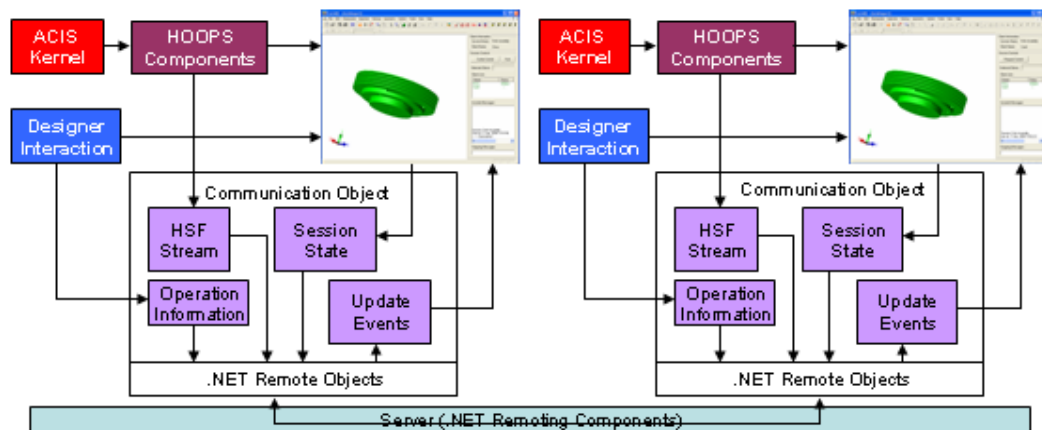 ACIS
Kernel
HOOPS
Components
Designer
Interaction
Communication Object
HSF
Stream
Session
State
Operation
Information
Update
Events
.NET Remote Objects
ACIS
Kernel
HOOPS
Components
Designer
Interaction
Communication Object
HSF
Stream
Session
State
Operation
Information
Update
Events
.NET Remote Objects
Server (.NET Remoting Components)